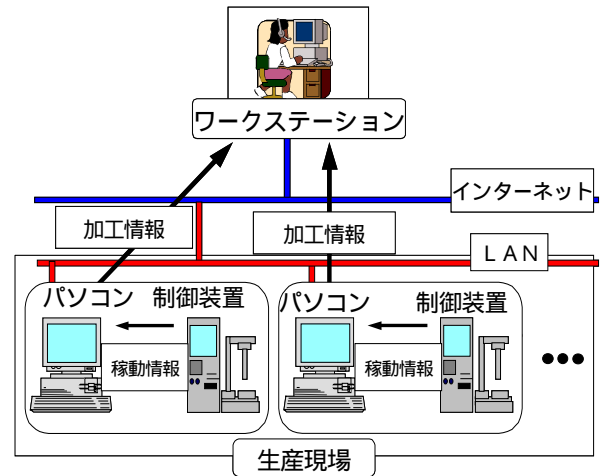 ワークステーション
インターネット
加工情報
加工情報
ＬＡＮ
パソコン
制御装置
パソコン
制御装置
稼動情報
稼動情報
生産現場